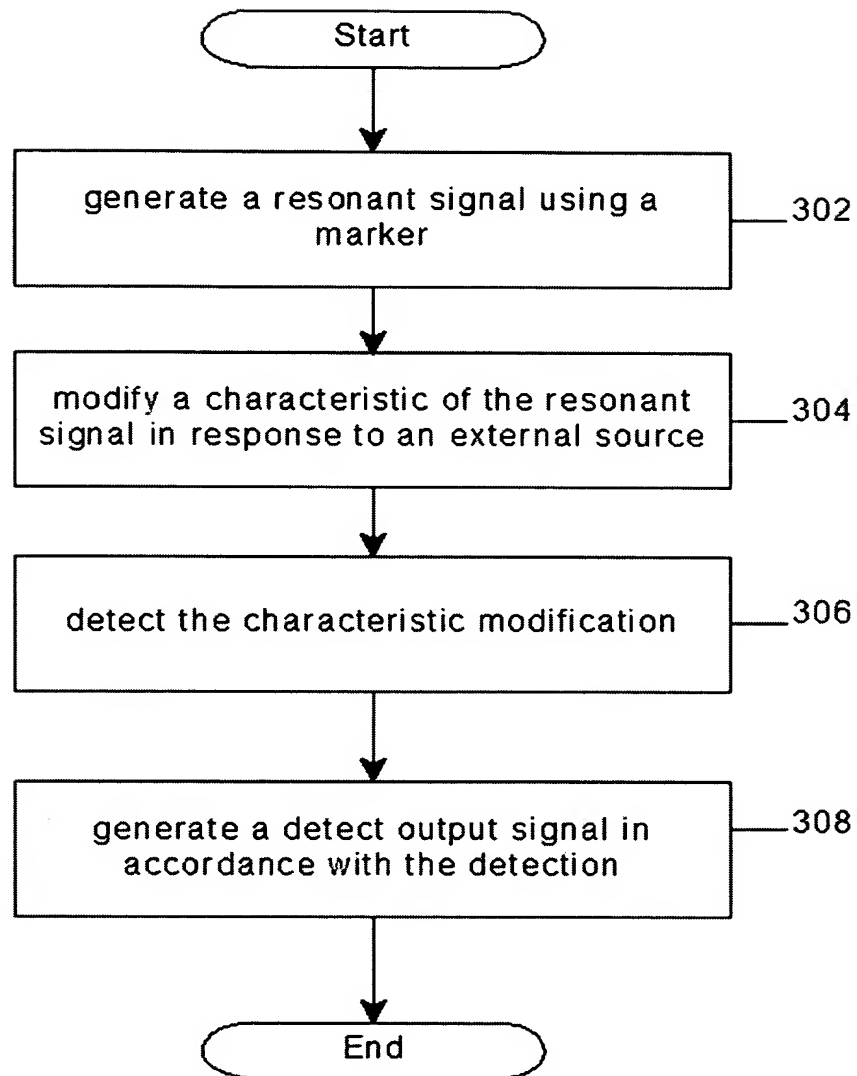 Start
generate a resonant signal using a
marker
302
modify a characteristic of the resonant
signal in response to an external source
304
detect the characteristic modification
306
generate a detect output signal in
accordance with the detection
308
End